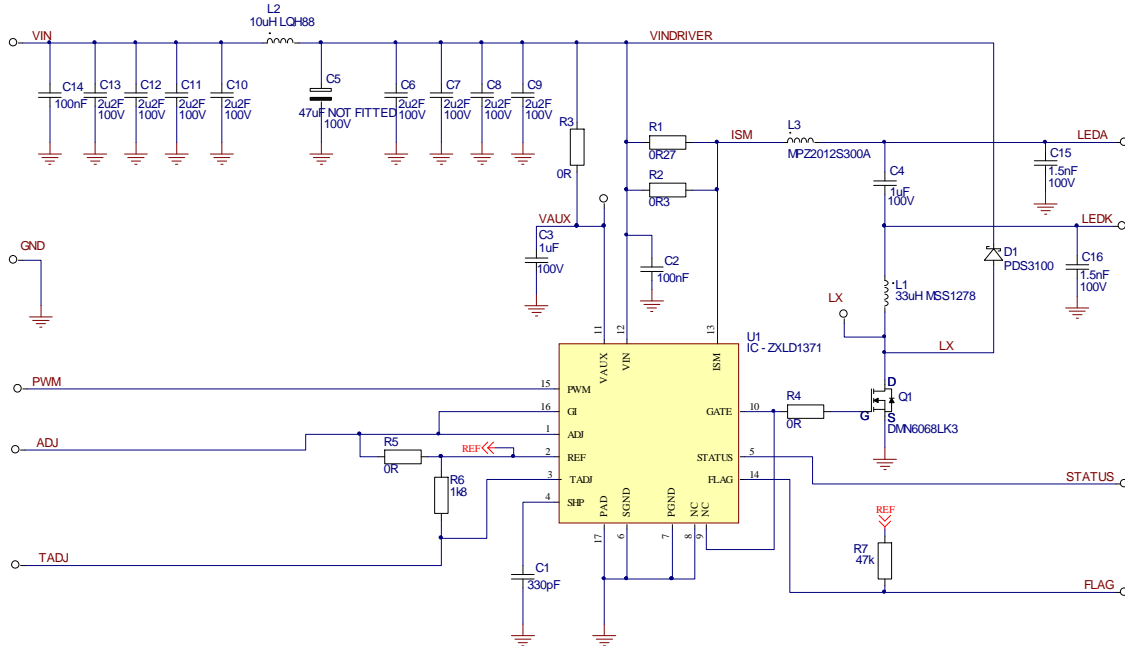 L2
10uH LQH88
VIN
VINDRIVER
C14
100nF
C13
2u2F
100V
C12
2u2F
100V
C11
2u2F
100V
C10
2u2F
100V
C5
47uF NOT FITTED
100V
C6
2u2F
100V
C7
2u2F
100V
C8
2u2F
100V
C9
2u2F
100V
R3
0R
R1
0R27
R2
0R3
ISM
L3
MPZ2012S300A
LEDA
C15
1.5nF
100V
C4
1uF
100V
LEDK
C16
1.5nF
100V
D1
PDS3100
L1
33uH MSS1278
VAUX
C3
1uF
100V
C2
100nF
GND
LX
LX
U1
IC - ZXLD1371
11
12
13
VAUX
VIN
ISM
PWM
15
PWM
16
GI
ADJ
1
ADJ
2
REF
3
TADJ
4
SHP
R5
0R
REF
R6
1k8
TADJ
C1
330pF
GATE
10
STATUS
5
FLAG
14
R4
0R
D
G
S
Q1
DMN6068LK3
STATUS
REF
R7
47k
FLAG
PAD
SGND
PGND
NC
NC
17
6
7
8
9